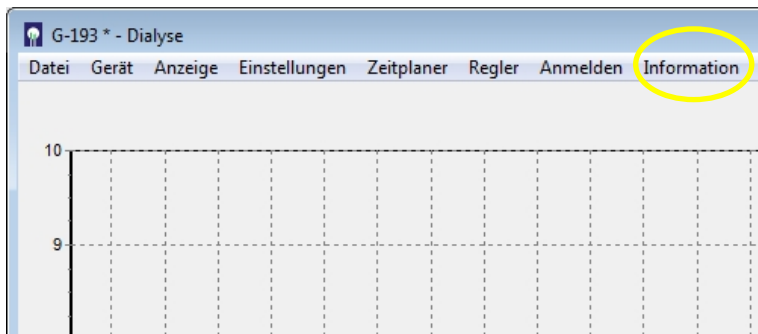 G-193 * - Dialyse
Datei Gerät Anzeige Einstellungen Zeitplaner Regler Anmelden Information
10
9